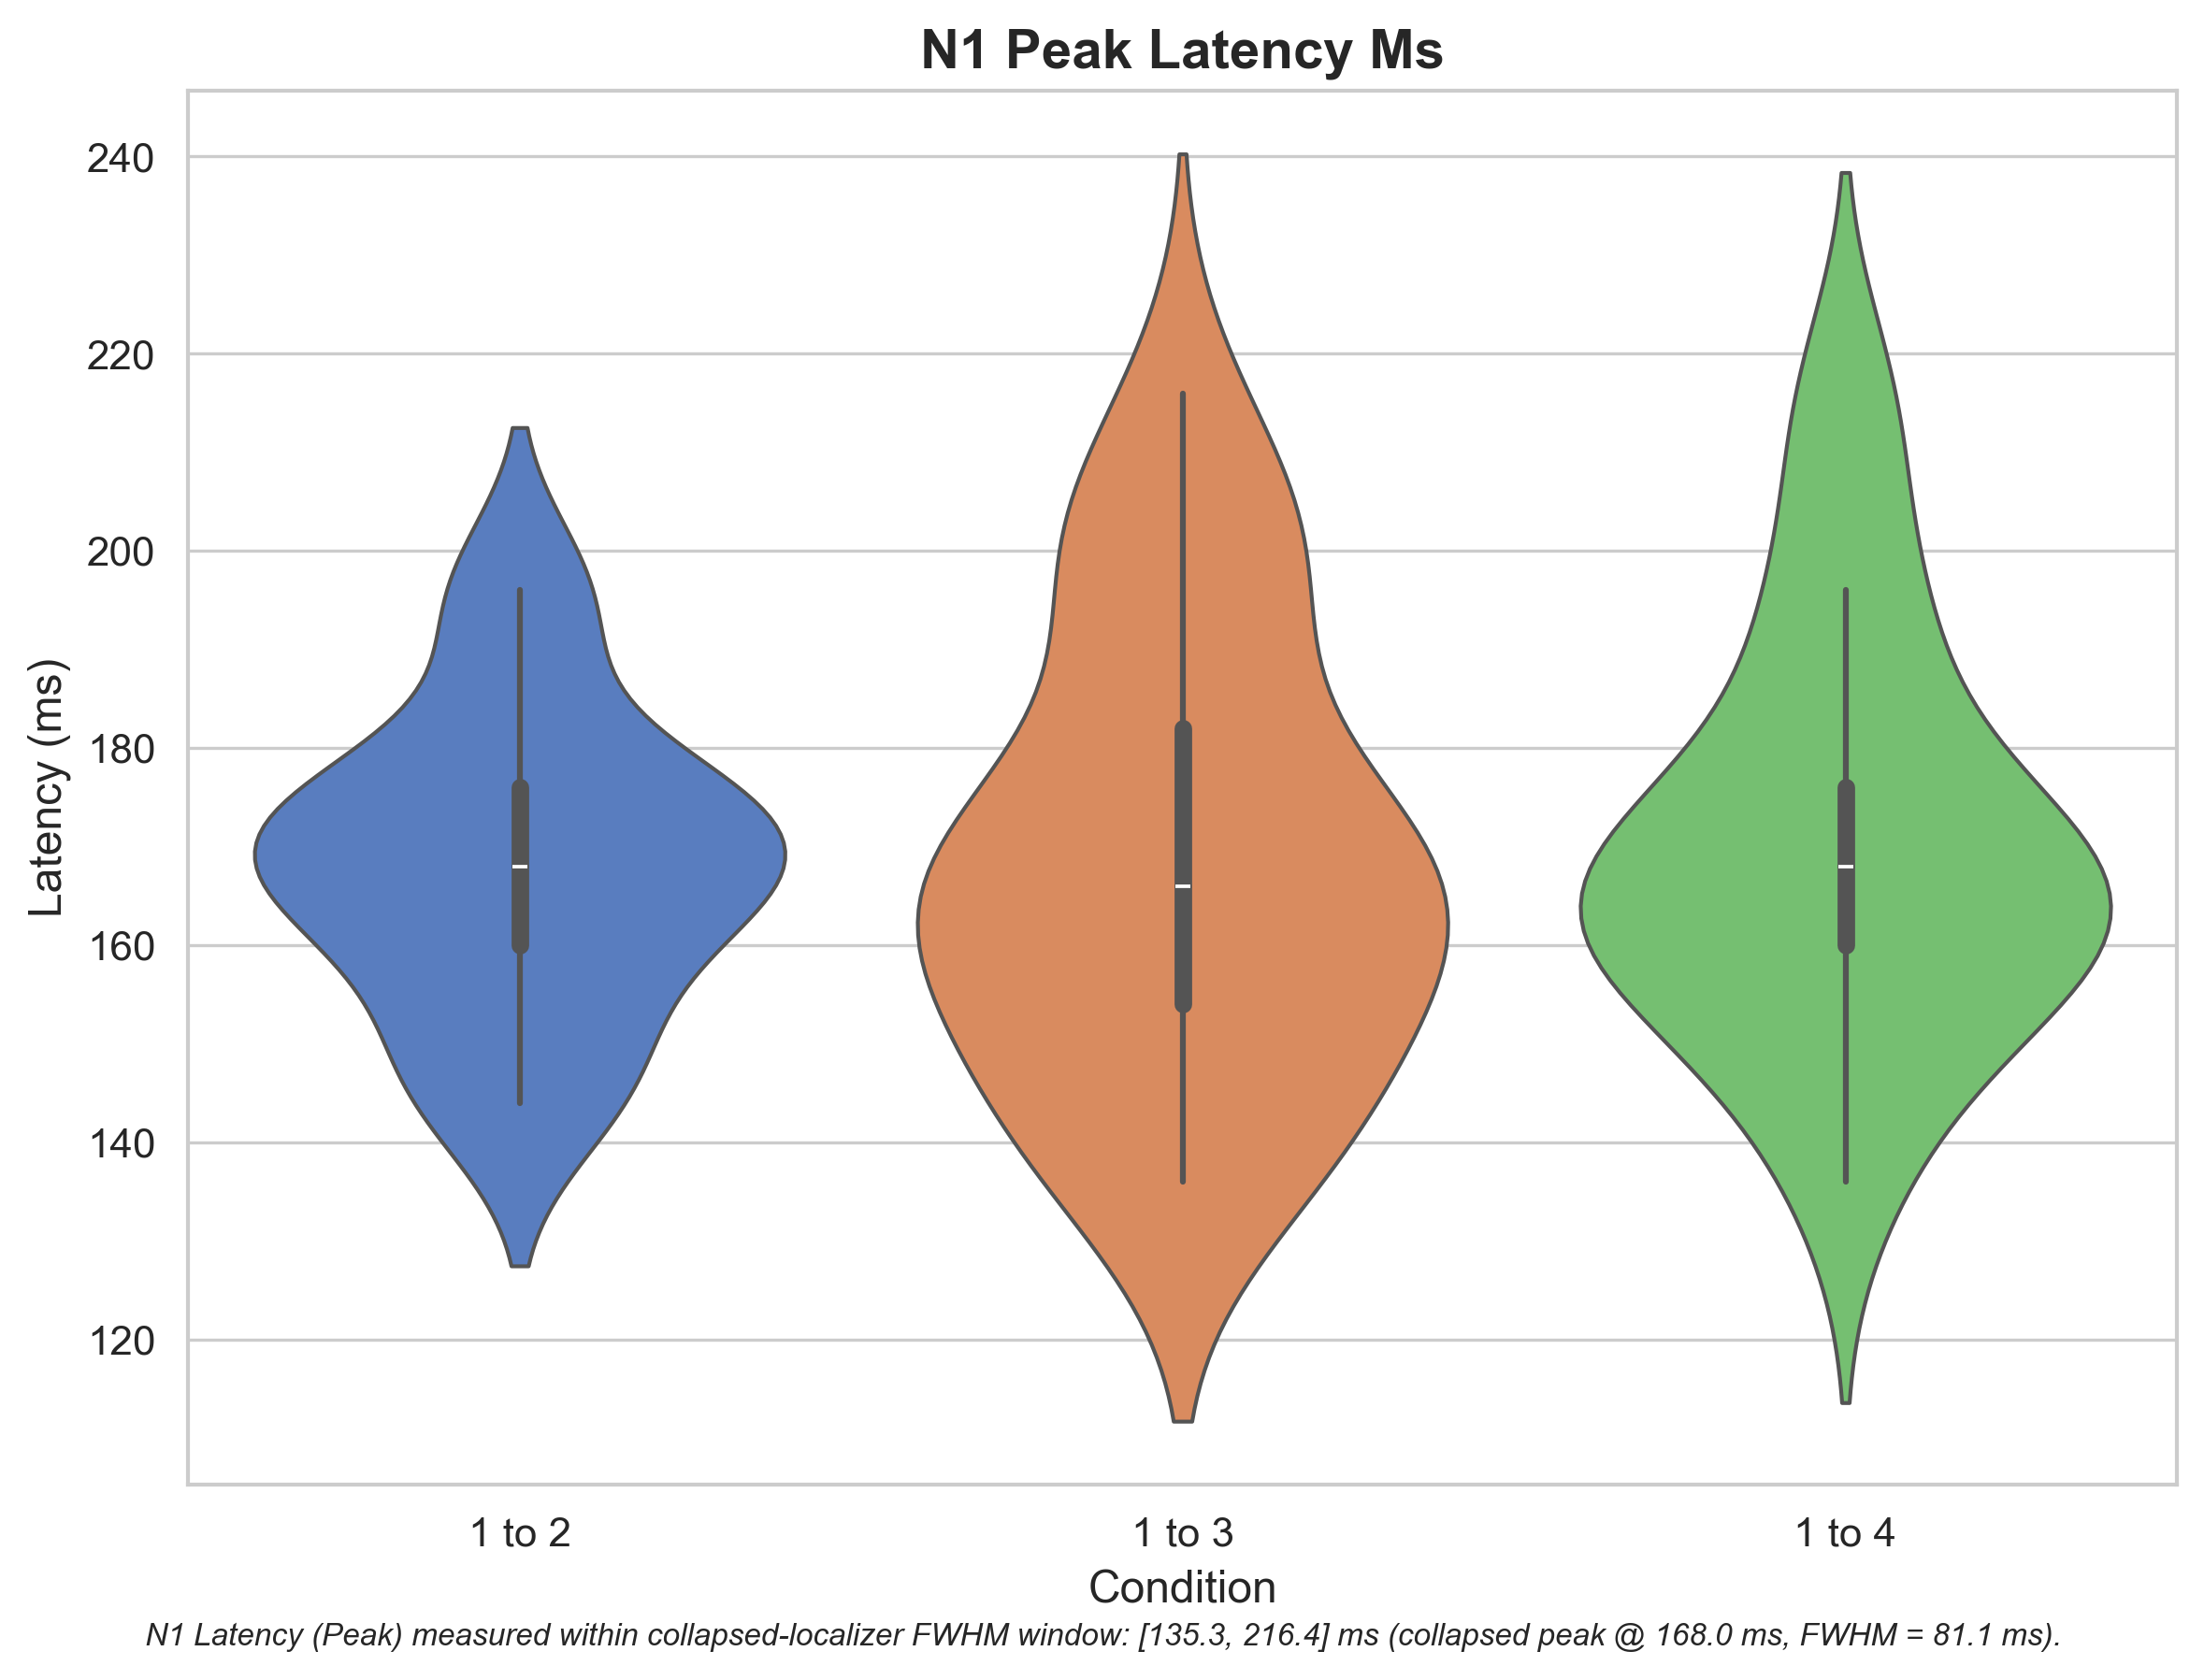 N1 Peak Latency Ms
240
220
200
180
160
140
120
Latency (ms)
1 to 2
1 to 3
1 to 4
Condition
N1 Latency (Peak) measured within collapsed-localizer FWHM window: [135.3, 216.4] ms (collapsed peak @ 168.0 ms, FWHM = 81.1 ms).